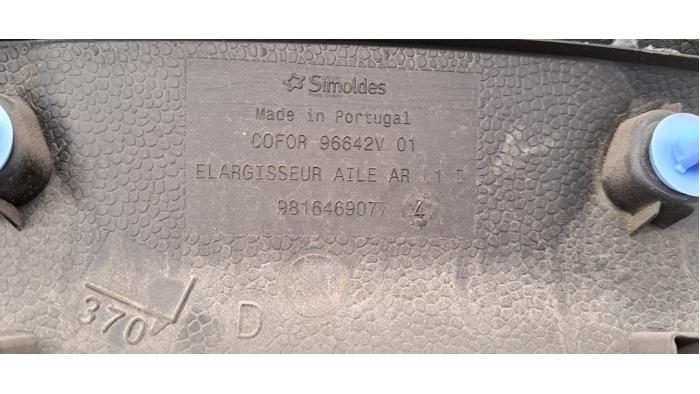 Simoldes
Made in Portugal
COFOR 96642V 01
ELARGISSEUR AILE AR
9816469077 4
370 D